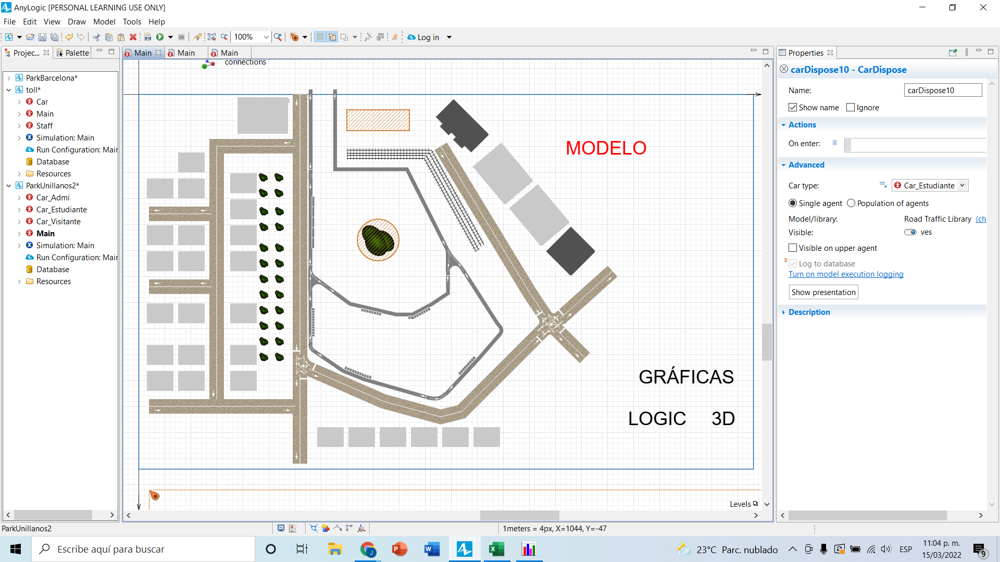 AnyLogic [PERSONAL LEARNING USE ONLY]
File Edit View Draw Model Tools Help
100%
Log in
Projec... Palette
Main Main Main
Properties
connections
ParkBarcelona*
toll*
Car
Main
Staff
Simulation: Main
Run Configuration: Mair
Database
Resources
ParkUnillanos2*
Car_Admi
Car_Estudiante
Car_Visitante
Main
Simulation: Main
Run Configuration: Mair
Database
Resources
MODELO
GRÁFICAS
LOGIC 3D
Levels
carDispose10 - CarDispose
Name: carDispose10
Show name Ignore
Actions
On enter:
Advanced
Car type: Car_Estudiante
Single agent Population of agents
Model/library: Road Traffic Library (ch
Visible: yes
Visible on upper agent
Log to database
Turn on model execution logging
Show presentation
Description
ParkUnillanos2
1meters = 4px, X=1044, Y=-47
Escribe aquí para buscar
23°C Parc. nublado
ESP
11:04 p. m.
15/03/2022
9